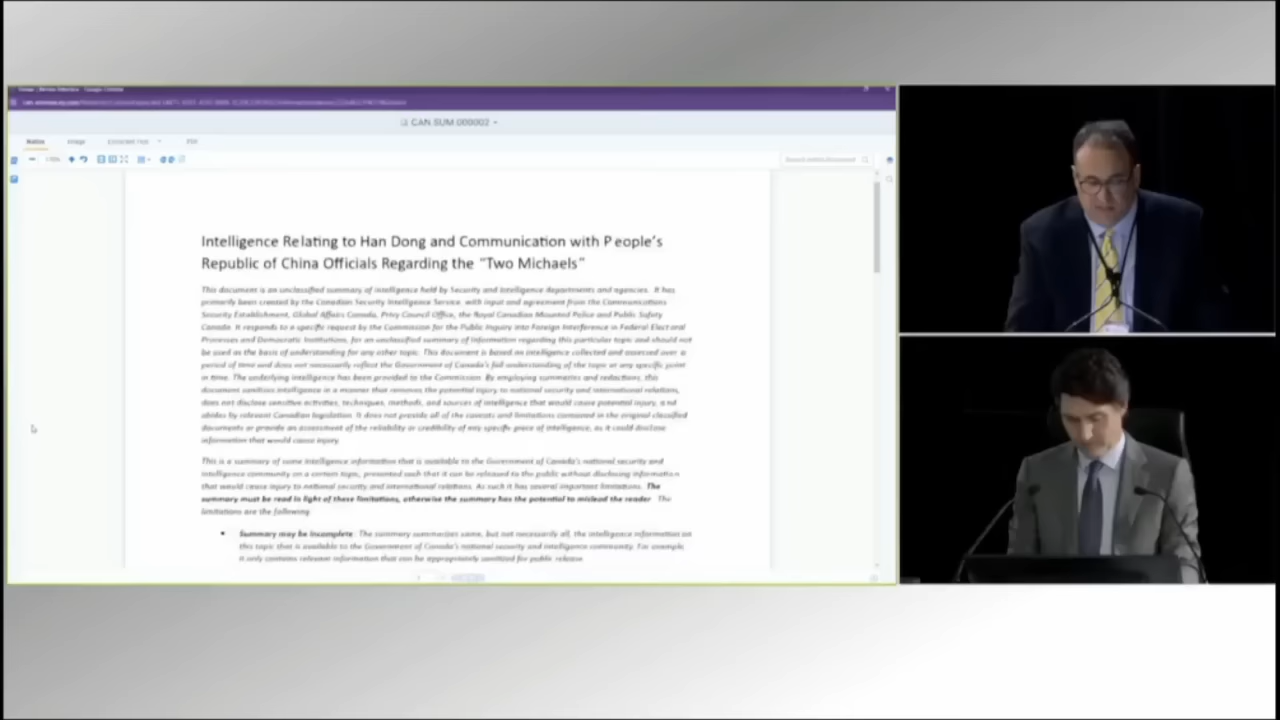 CAN SUM 000002
Intelligence Relating to Han Dong and Communication with People's
Republic of China Officials Regarding the "Two Michaels"
This document is an unclassified summary of intelligence held by Security and Intelligence departments and agencies. It has
primarily been created by the Canadian Security Intelligence Service with input and agreement from the Communications
Security Establishment, Global Affairs Canada, Privy Council Office, the Royal Canadian Mounted Police and Public Safety
Canada. It responds to a specific request by the Commission for the Public Inquiry into Foreign Interference in Federal Electoral
Processes and Democratic Institutions, for an unclassified summary of information regarding this particular topic and should not
be used as the basis of understanding for any other topic. This document is based on intelligence collected and assessed over a
period of time and does not necessarily reflect the Government of Canada's full understanding of the topic at any specific point
in time. The underlying intelligence has been provided to the Commission. By employing summaries and redactions, this
document sanitizes intelligence in a manner that removes the potential injury to national security and international relations,
does not disclose sensitive activities, techniques, methods, and sources of intelligence that would cause potential injury, and
abides by relevant Canadian legislation. It does not provide all of the caveats and limitations contained in the original classified
documents or provide an assessment of the reliability or credibility of any specific piece of intelligence, as it could disclose
information that would cause injury
This is a summary of some intelligence information that is available to the Government of Canada's national security and
intelligence community on a certain topic, presented such that it can be released to the public without disclosing information
that would cause injury to national security and international relations. As such it has several important limitations. The
summary must be read in light of these limitations, otherwise the summary has the potential to mislead the reader The
limitations are the following
• Summary may be incomplete: The summary summarizes some, but not necessarily all, the intelligence information on
this topic that is available to the Government of Canada's national security and intelligence community. For example
it only contains relevant information that can be appropriately sanitized for public release